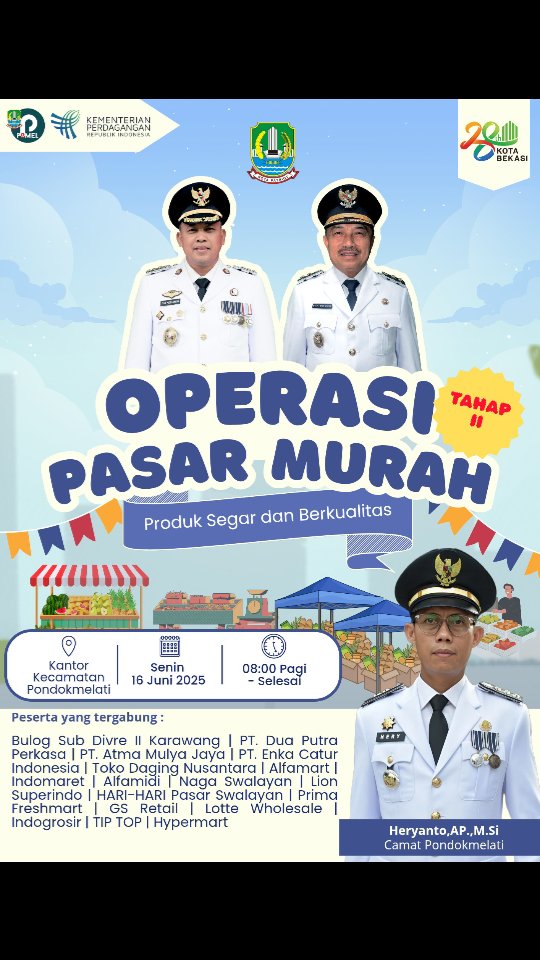 POMEL
KEMENTERIAN
PERDAGANGAN
REPUBLIK INDONESIA
KOTA BEKASI
28
KOTA
BEKASI
OPERASI
PASAR MURAH
TAHAP
II
Produk Segar dan Berkualitas
Kantor
Kecamatan
Pondokmelati
Senin
16 Juni 2025
08:00 Pagi
- Selesai
Peserta yang tergabung :
Bulog Sub Divre II Karawang | PT. Dua Putra
Perkasa | PT. Atma Mulya Jaya | PT. Enka Catur
Indonesia | Toko Daging Nusantara | Alfamart |
Indomaret | Alfamidi | Naga Swalayan | Lion
Superindo | HARI-HARI Pasar Swalayan | Prima
Freshmart | GS Retail | Lotte Wholesale |
Indogrosir | TIP TOP | Hypermart
HERY
Heryanto,AP.,M.Si
Camat Pondokmelati